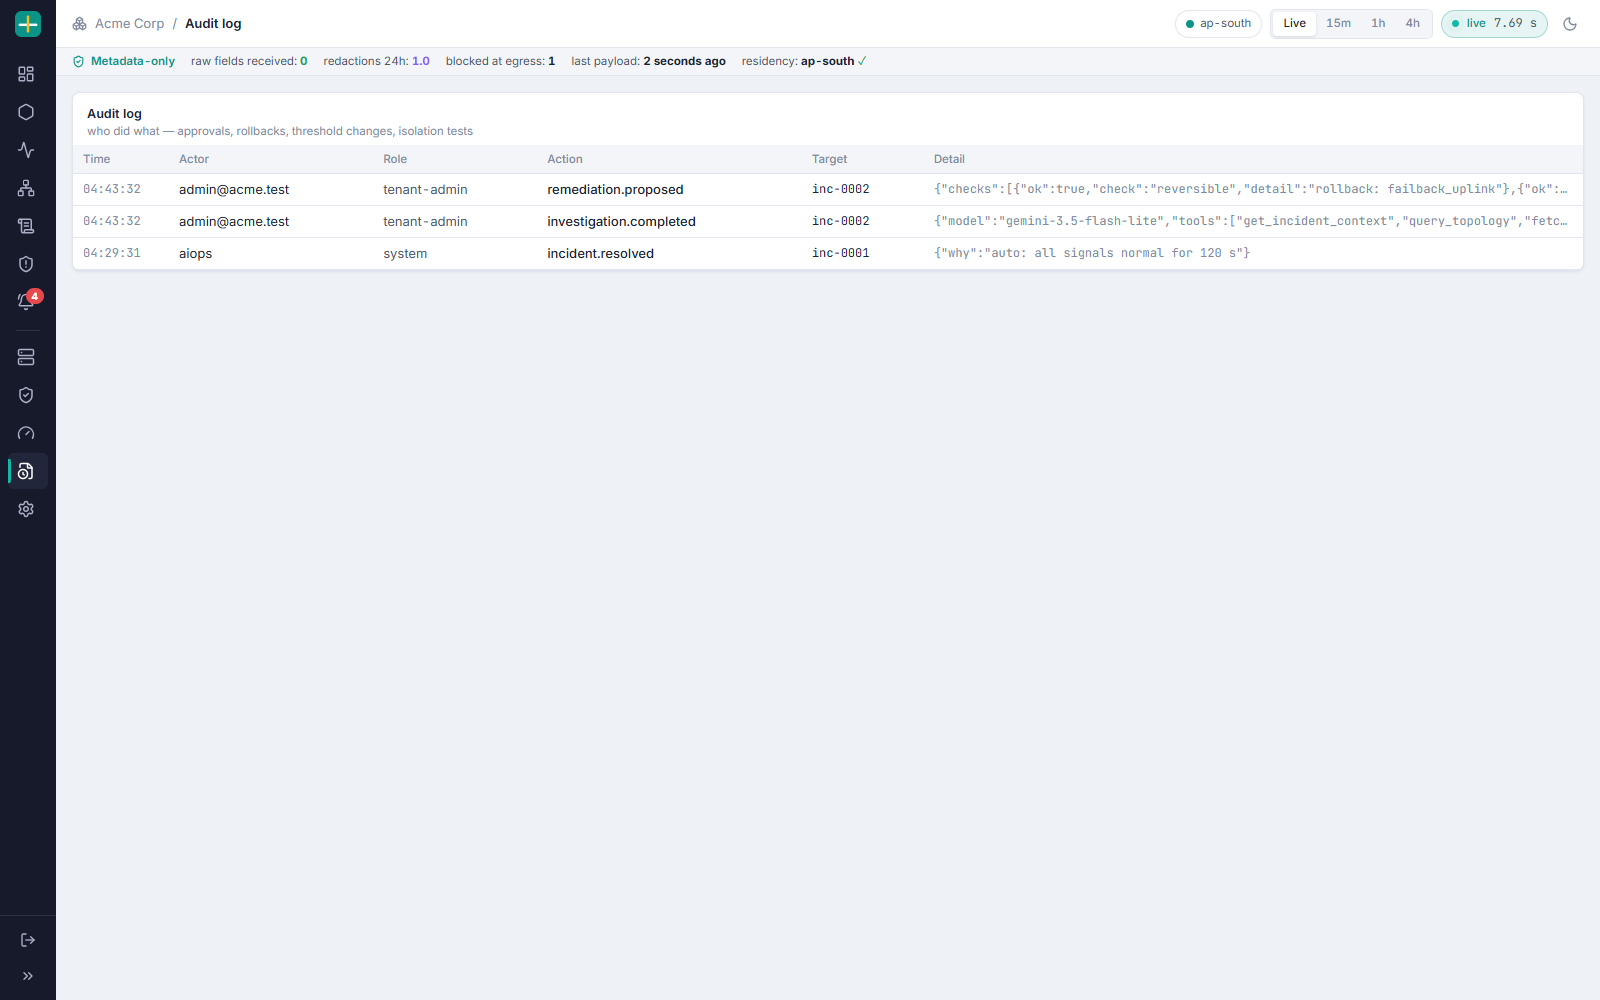 Acme Corp / Audit log
ap-south Live 15m 1h 4h live 7.69 s
Metadata-only raw fields received: 0 redactions 24h: 1.0 blocked at egress: 1 last payload: 2 seconds ago residency: ap-south ✓
4
Audit log
who did what — approvals, rollbacks, threshold changes, isolation tests
Time Actor Role Action Target Detail
04:43:32 admin@acme.test tenant-admin remediation.proposed inc-0002 {"checks":[{"ok":true,"check":"reversible","detail":"rollback: failback_uplink"},{"ok":…
04:43:32 admin@acme.test tenant-admin investigation.completed inc-0002 {"model":"gemini-3.5-flash-lite","tools":["get_incident_context","query_topology","fetc…
04:29:31 aiops system incident.resolved inc-0001 {"why":"auto: all signals normal for 120 s"}